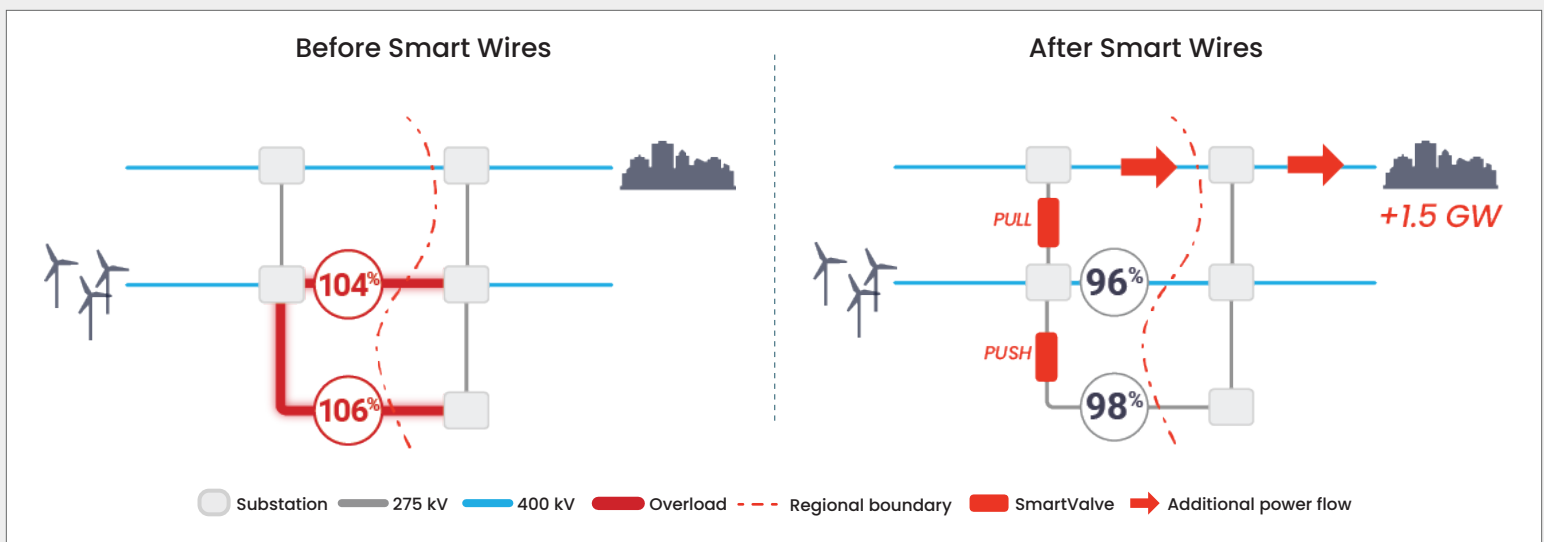 Before Smart Wires
After Smart Wires
104%
106%
PULL
+1.5 GW
96%
PUSH
98%
Substation
275 kV
400 kV
Overload
Regional boundary
SmartValve
Additional power flow